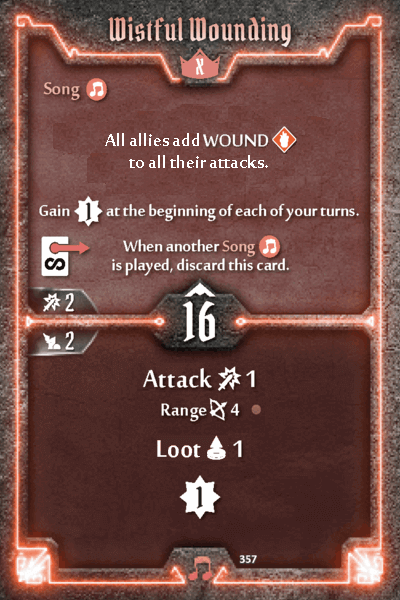 Wistful Wounding
X
Song
All allies add WOUND
to all their attacks.
Gain 1 at the beginning of each of your turns.
When another Song
is played, discard this card.
2
16
2
Attack 1
Range 4
Loot 1
1
357